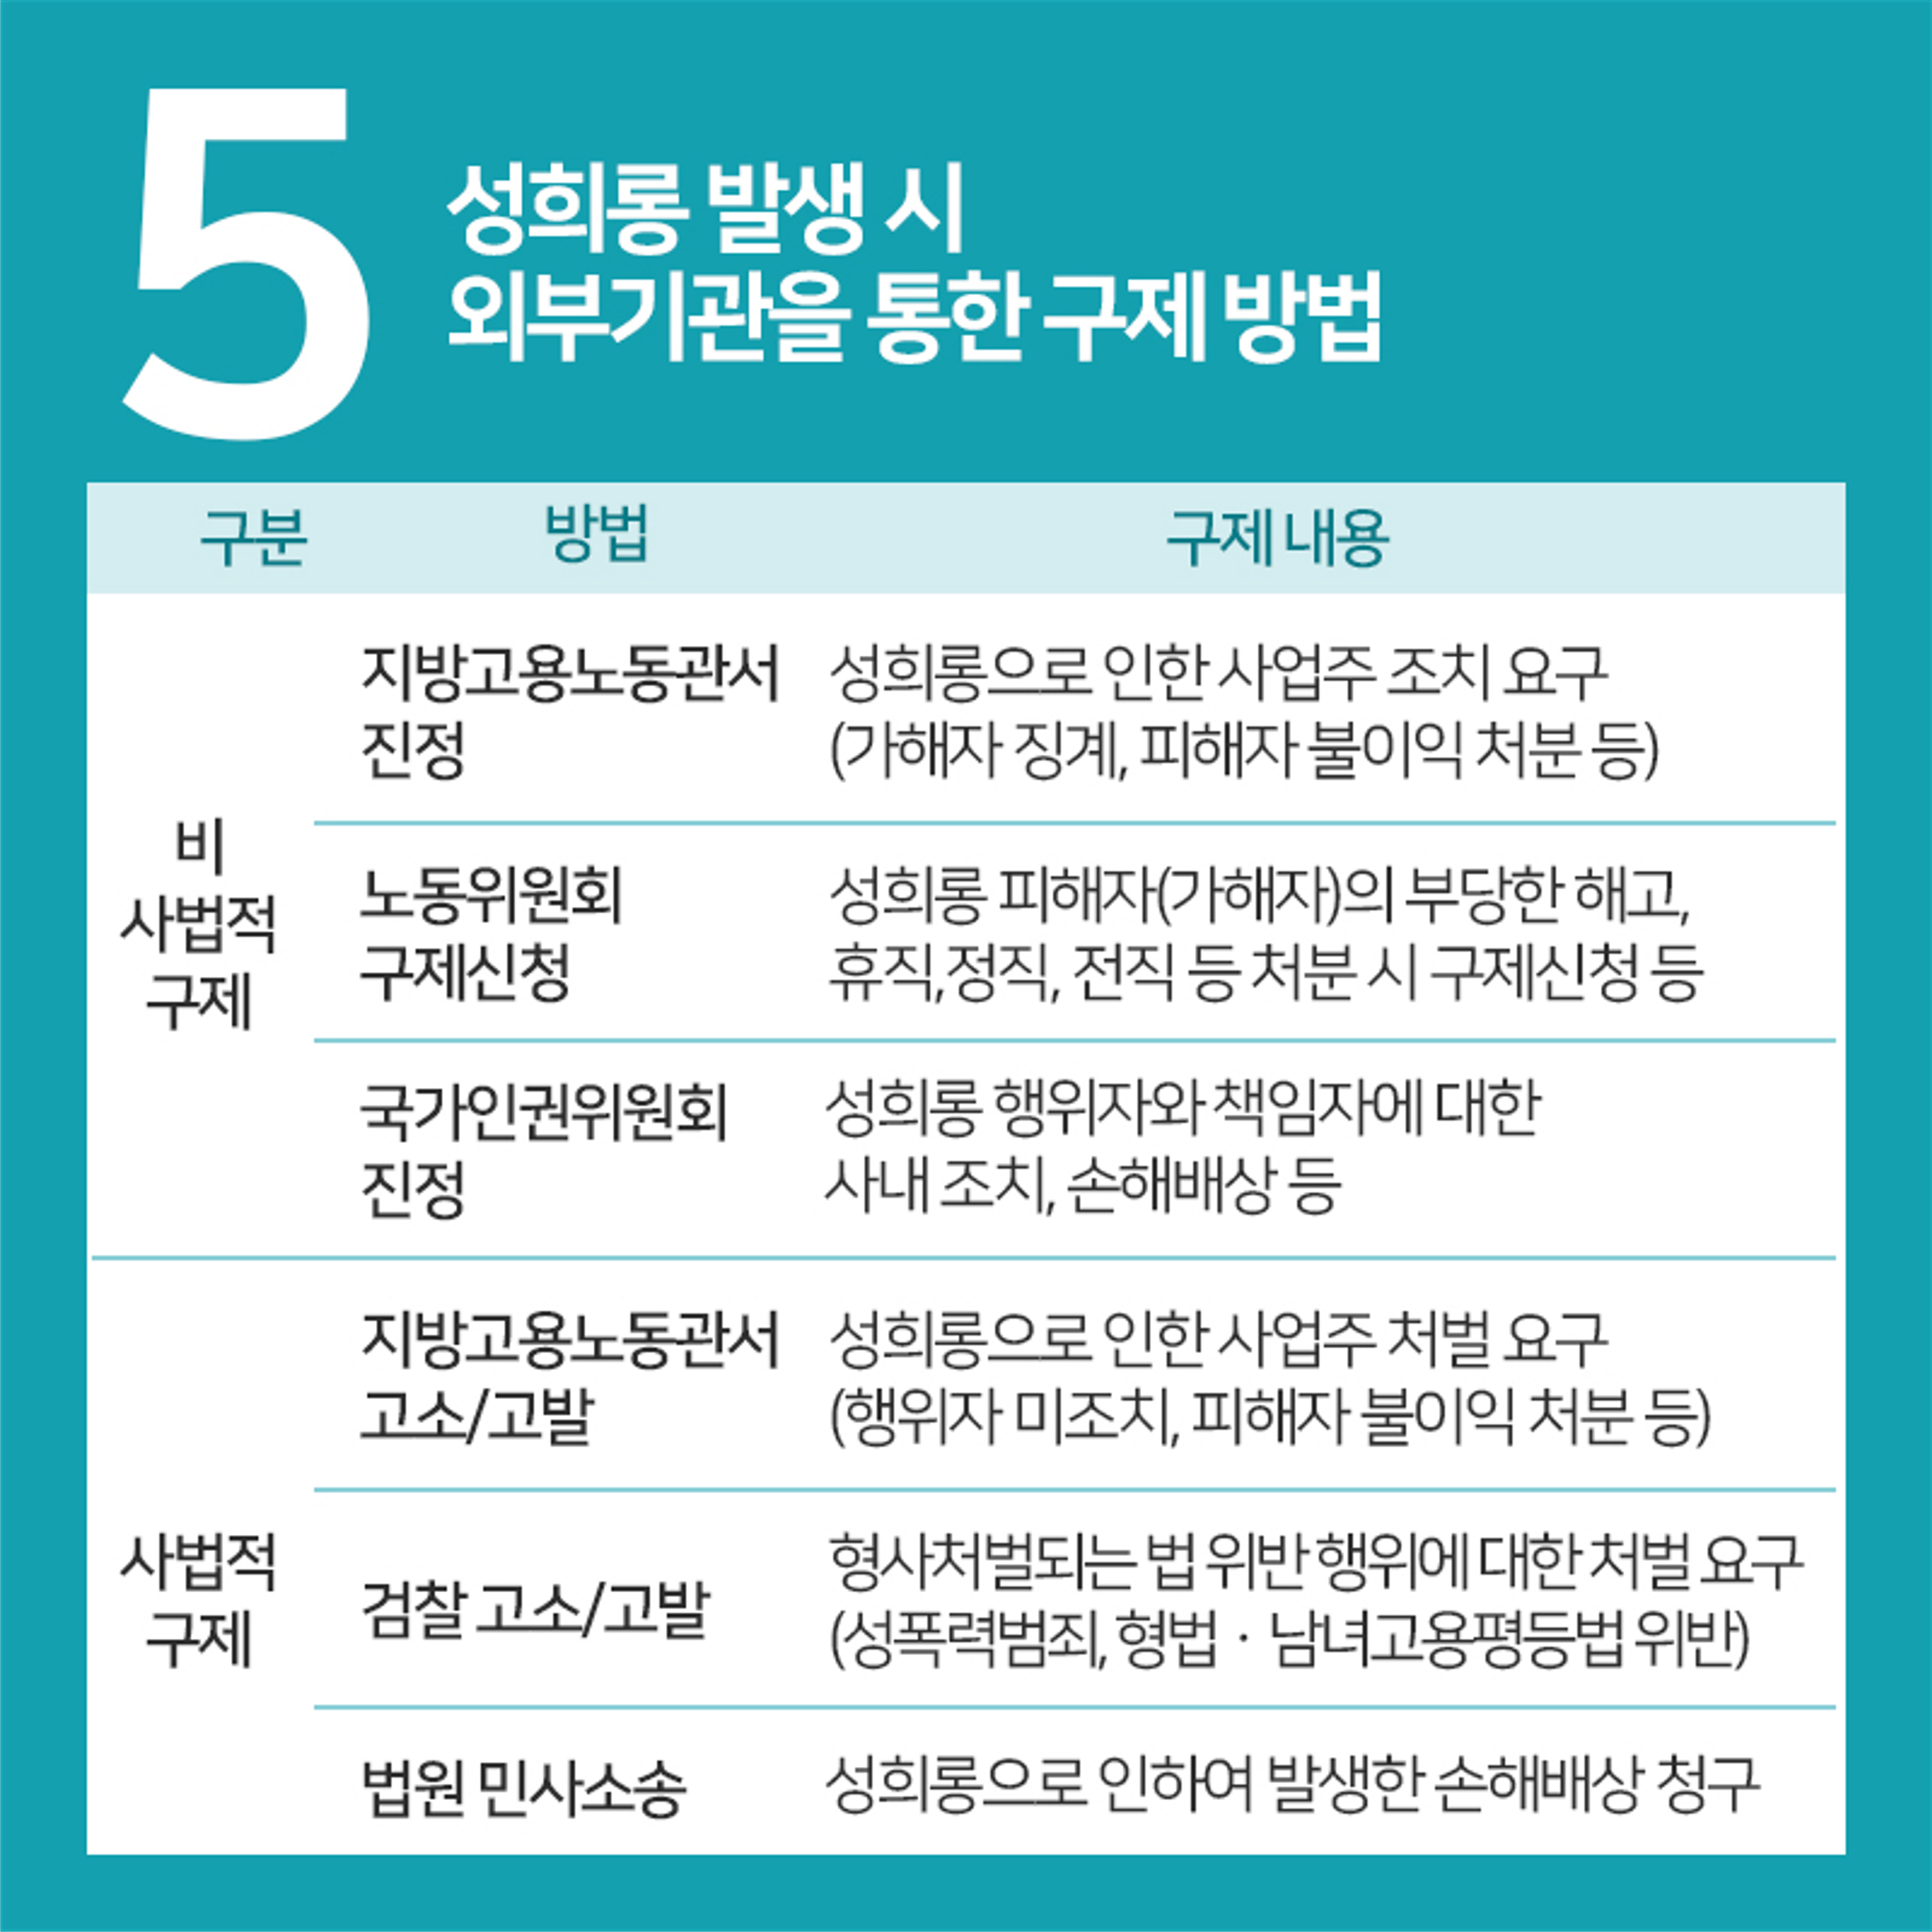 5
성희롱 발생 시
외부기관을 통한 구제 방법
구분 방법 구제 내용
비
사법적
구제
지방고용노동관서
진정
성희롱으로 인한 사업주 조치 요구
(가해자 징계, 피해자 불이익 처분 등)
노동위원회
구제신청
성희롱 피해자(가해자)의 부당한 해고,
휴직,정직, 전직 등 처분 시 구제신청 등
국가인권위원회
진정
성희롱 행위자와 책임자에 대한
사내 조치, 손해배상 등
사법적
구제
지방고용노동관서
고소/고발
성희롱으로 인한 사업주 처벌 요구
(행위자 미조치, 피해자 불이익 처분 등)
검찰 고소/고발
형사처벌되는 법 위반 행위에 대한 처벌 요구
(성폭력범죄, 형법 · 남녀고용평등법 위반)
법원 민사소송
성희롱으로 인하여 발생한 손해배상 청구